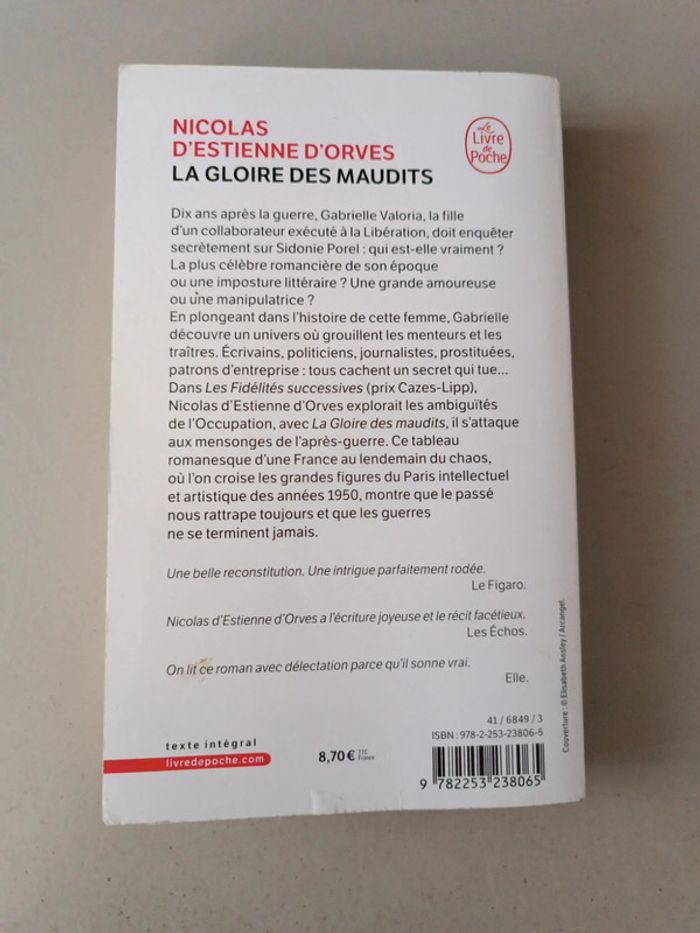 NICOLAS
D'ESTIENNE D'ORVES
LA GLOIRE DES MAUDITS
Le
Livre
de
Poche
Dix ans après la guerre, Gabrielle Valoria, la fille
d'un collaborateur exécuté à la Libération, doit enquêter
secrètement sur Sidonie Porel : qui est-elle vraiment ?
La plus célèbre romancière de son époque
ou une imposture littéraire ? Une grande amoureuse
ou une manipulatrice ?
En plongeant dans l'histoire de cette femme, Gabrielle
découvre un univers où grouillent les menteurs et les
traîtres. Écrivains, politiciens, journalistes, prostituées,
patrons d'entreprise : tous cachent un secret qui tue...
Dans Les Fidélités successives (prix Cazes-Lipp),
Nicolas d'Estienne d'Orves explorait les ambiguïtés
de l'Occupation, avec La Gloire des maudits, il s'attaque
aux mensonges de l'après-guerre. Ce tableau
romanesque d'une France au lendemain du chaos,
où l'on croise les grandes figures du Paris intellectuel
et artistique des années 1950, montre que le passé
nous rattrape toujours et que les guerres
ne se terminent jamais.
Une belle reconstitution. Une intrigue parfaitement rodée.
Le Figaro.
Nicolas d'Estienne d'Orves a l'écriture joyeuse et le récit facétieux.
Les Échos.
On lit ce roman avec délectation parce qu'il sonne vrai.
Elle.
Couverture : © Elisabeth Ansley / Arcangel.
41 / 6849 / 3
ISBN : 978-2-253-23806-5
texte intégral
livredepoche.com
8,70 € TTC
France
9 782253 238065